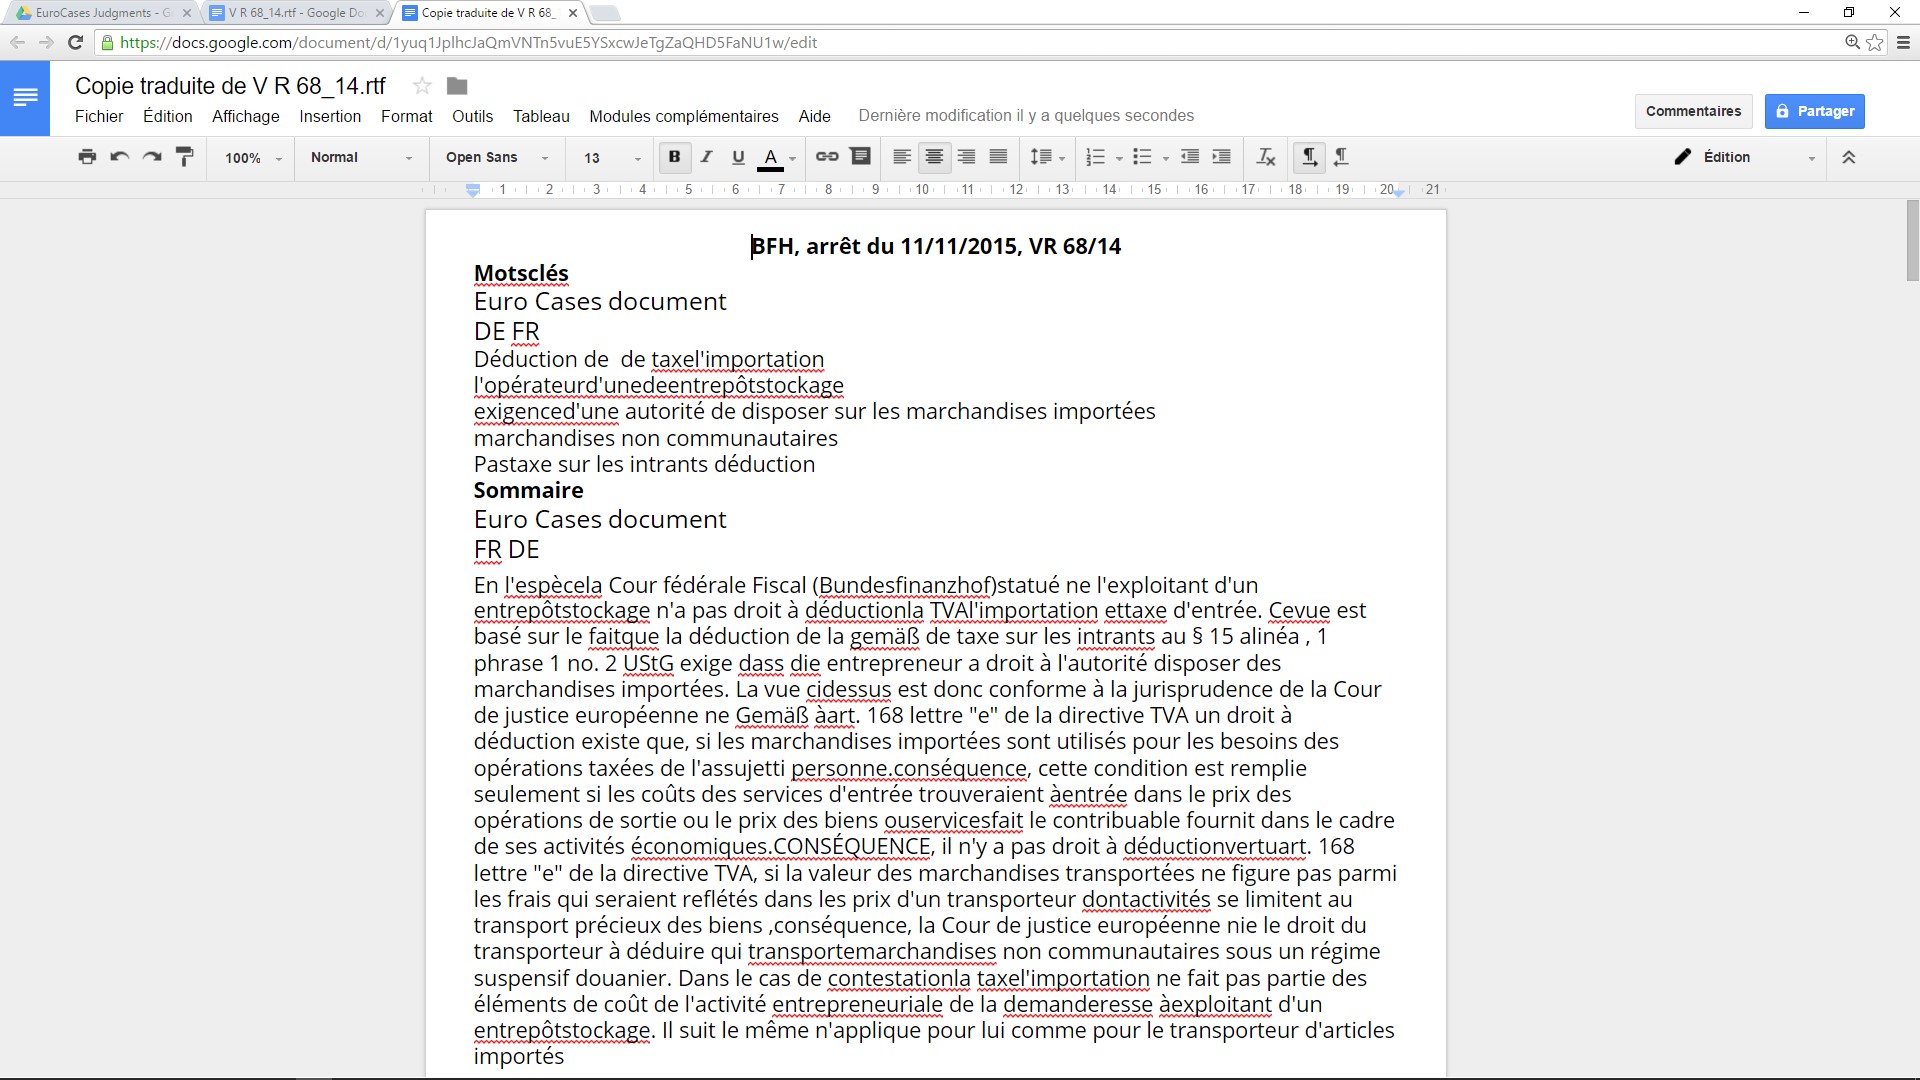 EuroCases Judgments - G
V R 68_14.rtf - Google Do
Copie traduite de V R 68_
https://docs.google.com/document/d/1yuq1JplhcJaQmVNTn5vuE5YSxcwJeTgZaQHD5FaNU1w/edit
Copie traduite de V R 68_14.rtf
Fichier Édition Affichage Insertion Format Outils Tableau Modules complémentaires Aide Dernière modification il y a quelques secondes
Commentaires Partager
100% Normal Open Sans 13 B I U A Édition
1 2 3 4 5 6 7 8 9 10 11 12 13 14 15 16 17 18 19 20 21
BFH, arrêt du 11/11/2015, VR 68/14
Motsclés
Euro Cases document
DE FR
Déduction de  de taxel'importation
l'opérateurd'unedeentrepôtstockage
exigenced'une autorité de disposer sur les marchandises importées
marchandises non communautaires
Pastaxe sur les intrants déduction
Sommaire
Euro Cases document
FR DE
En l'espècela Cour fédérale Fiscal (Bundesfinanzhof)statué ne l'exploitant d'un
entrepôtstockage n'a pas droit à déductionla TVAl'importation ettaxe d'entrée. Cevue est
basé sur le faitque la déduction de la gemäß de taxe sur les intrants au § 15 alinéa , 1
phrase 1 no. 2 UStG exige dass die entrepreneur a droit à l'autorité disposer des
marchandises importées. La vue cidessus est donc conforme à la jurisprudence de la Cour
de justice européenne ne Gemäß àart. 168 lettre "e" de la directive TVA un droit à
déduction existe que, si les marchandises importées sont utilisés pour les besoins des
opérations taxées de l'assujetti personne.conséquence, cette condition est remplie
seulement si les coûts des services d'entrée trouveraient àentrée dans le prix des
opérations de sortie ou le prix des biens ouservicesfait le contribuable fournit dans le cadre
de ses activités économiques.CONSÉQUENCE, il n'y a pas droit à déductionvertuart. 168
lettre "e" de la directive TVA, si la valeur des marchandises transportées ne figure pas parmi
les frais qui seraient reflétés dans les prix d'un transporteur dontactivités se limitent au
transport précieux des biens ,conséquence, la Cour de justice européenne nie le droit du
transporteur à déduire qui transportemarchandises non communautaires sous un régime
suspensif douanier. Dans le cas de contestationla taxel'importation ne fait pas partie des
éléments de coût de l'activité entrepreneuriale de la demanderesse àexploitant d'un
entrepôtstockage. Il suit le même n'applique pour lui comme pour le transporteur d'articles
importés